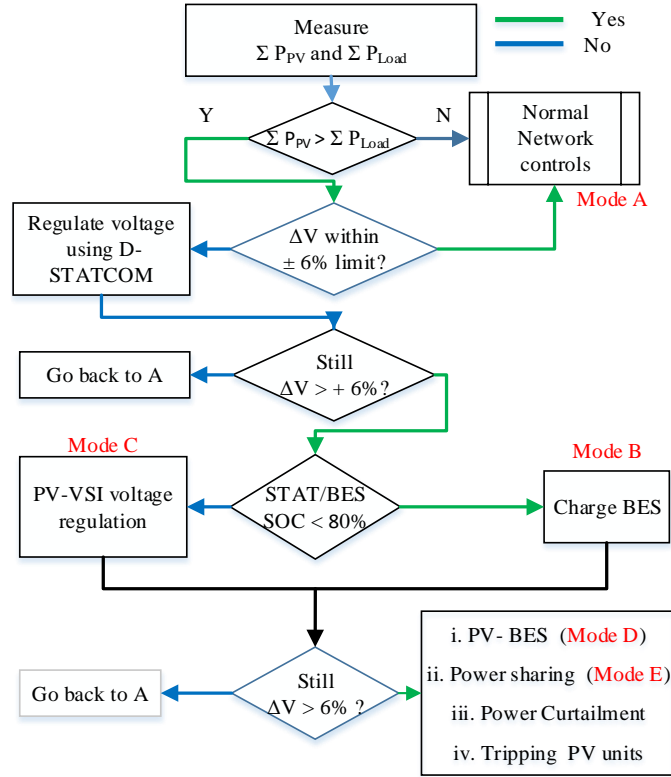 Measure
Σ PPV and Σ PLoad
Yes
No
Y
Σ PPV > Σ PLoad
N
Normal
Network
controls
Mode A
Regulate voltage
using D-
STATCOM
ΔV within
± 6% limit?
Go back to A
Still
ΔV > + 6%?
Mode C
PV-VSI voltage
regulation
STAT/BES
SOC < 80%
Mode B
Charge BES
Go back to A
Still
ΔV > 6% ?
i. PV- BES (Mode D)
ii. Power sharing (Mode E)
iii. Power Curtailment
iv. Tripping PV units